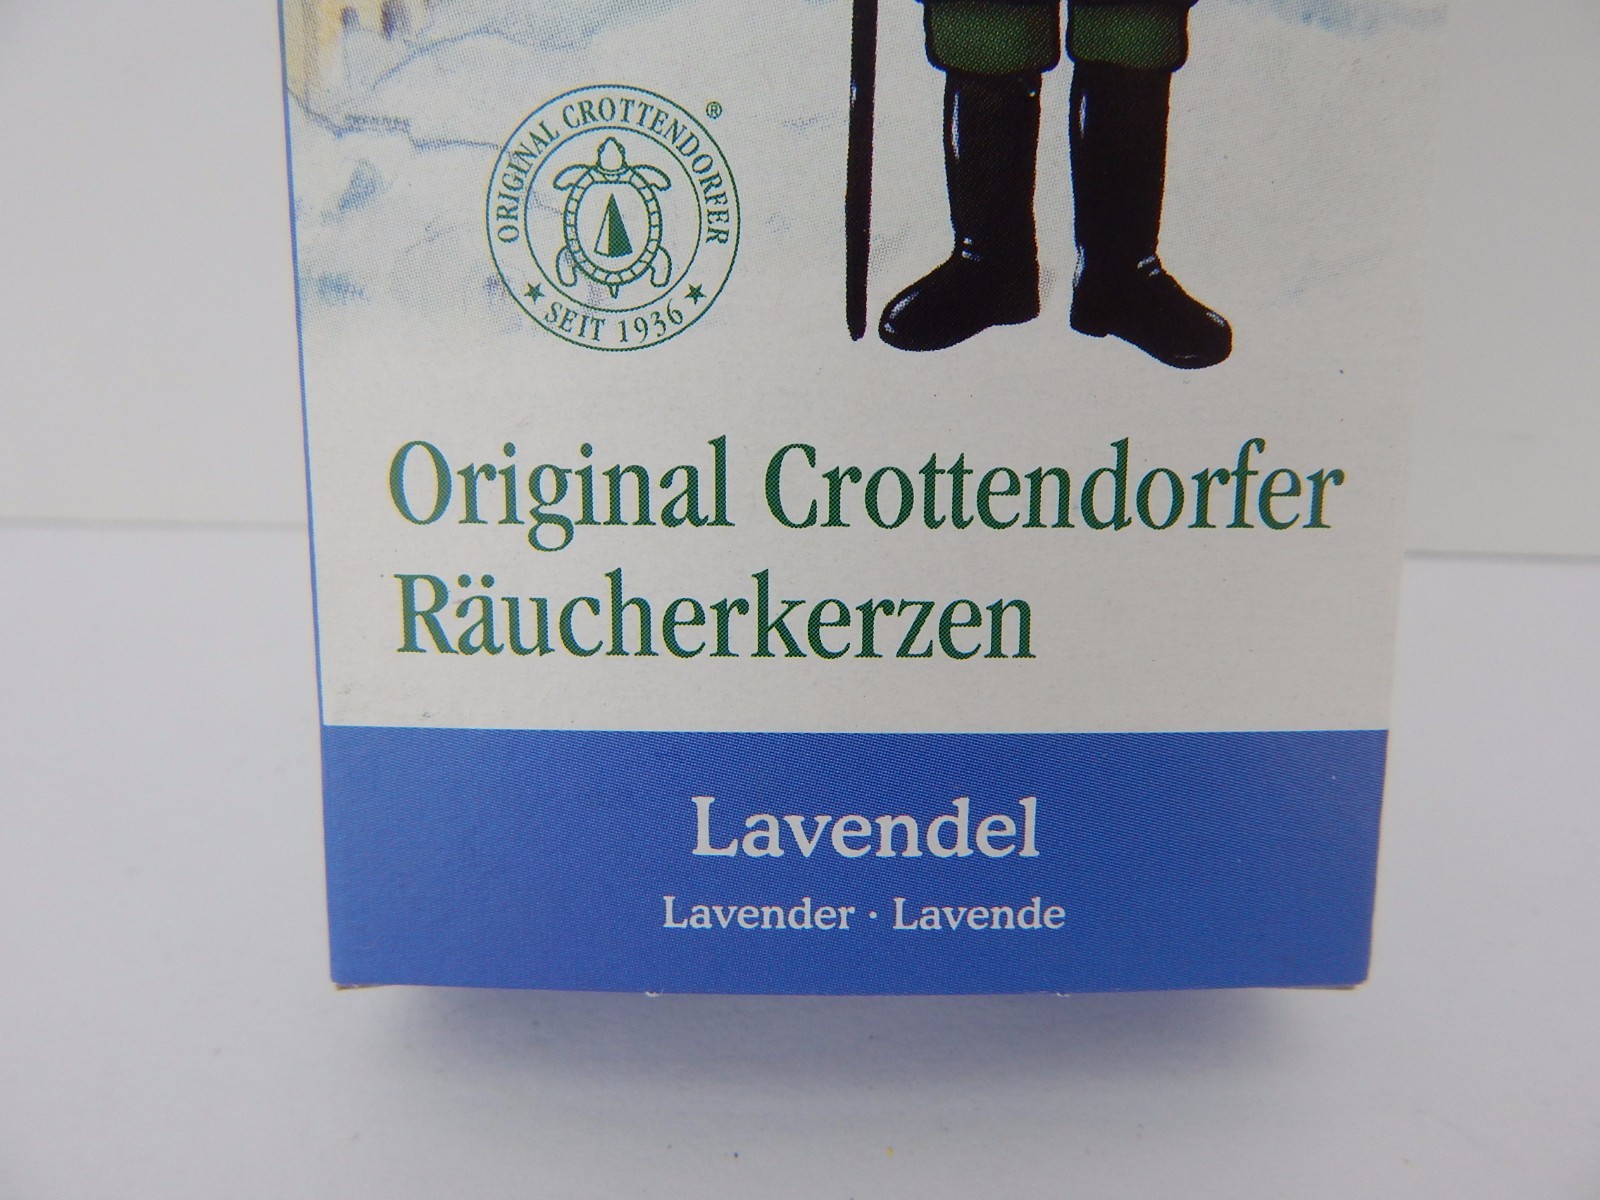 ORIGINAL CROTTENDORFER ®
★ SEIT 1936 ★
Original Crottendorfer
Räucherkerzen
Lavendel
Lavender · Lavende